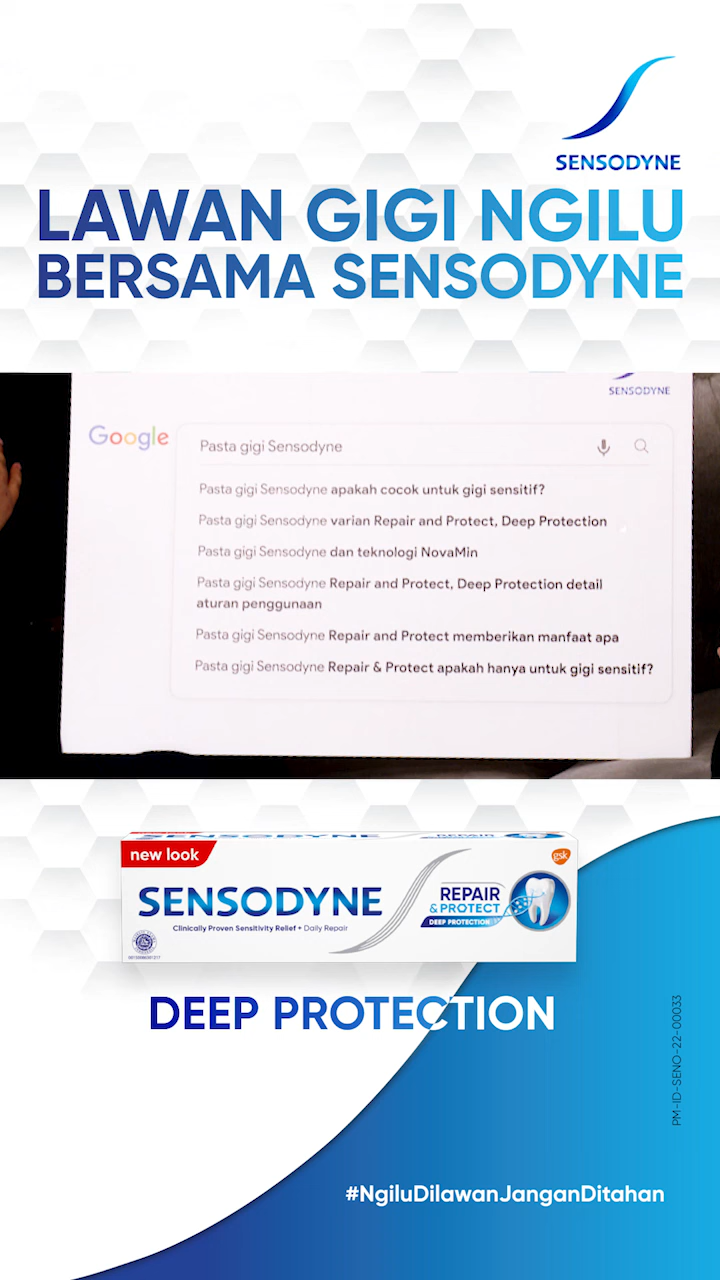 SENSODYNE
LAWAN GIGI NGILU
BERSAMA SENSODYNE
SENSODYNE
Google
Pasta gigi Sensodyne
Pasta gigi Sensodyne apakah cocok untuk gigi sensitif?
Pasta gigi Sensodyne varian Repair and Protect, Deep Protection
Pasta gigi Sensodyne dan teknologi NovaMin
Pasta gigi Sensodyne Repair and Protect, Deep Protection detail
aturan penggunaan
Pasta gigi Sensodyne Repair and Protect memberikan manfaat apa
Pasta gigi Sensodyne Repair & Protect apakah hanya untuk gigi sensitif?
SENSODYNE
REPAIR
new look
gsk
SENSODYNE
REPAIR
& PROTECT
DEEP PROTECTION
Clinically Proven Sensitivity Relief + Daily Repair
DEEP PROTECTION
PM-ID-SENO-22-00033
#NgiluDilawanJanganDitahan